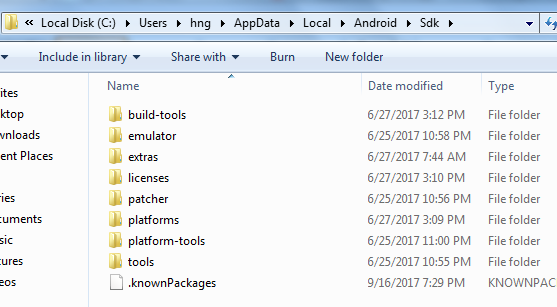 « Local Disk (C:) ▸ Users ▸ hng ▸ AppData ▸ Local ▸ Android ▸ Sdk ▸
Include in library Share with Burn New folder
Name Date modified Type
ites build-tools 6/27/2017 3:12 PM File folder
ktop emulator 6/25/2017 10:58 PM File folder
wnloads extras 6/27/2017 7:44 AM File folder
ent Places licenses 6/27/2017 3:10 PM File folder
patcher 6/25/2017 10:56 PM File folder
ries platforms 6/27/2017 3:09 PM File folder
cuments platform-tools 6/25/2017 11:00 PM File folder
sic tools 6/25/2017 10:55 PM File folder
tures .knownPackages 9/16/2017 7:29 PM KNOWNPAC
eos